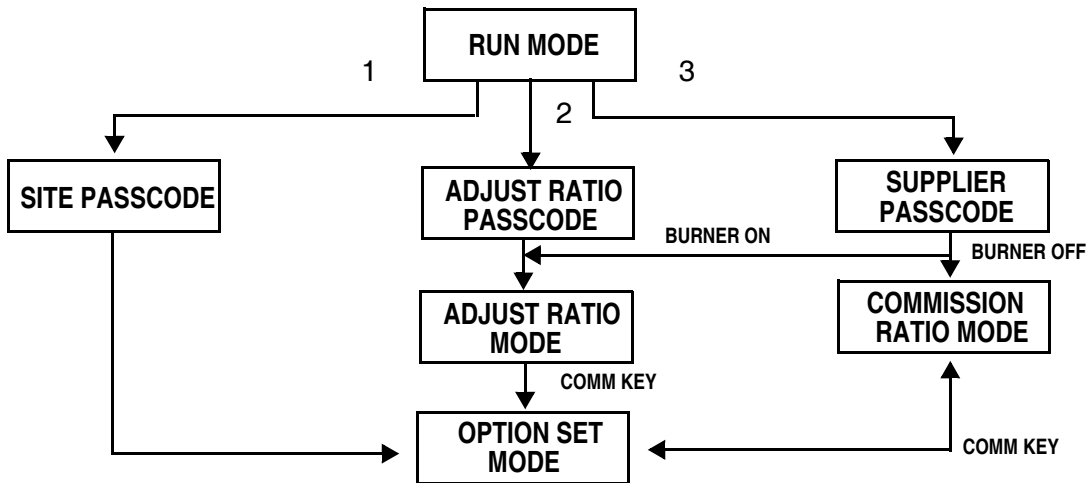 RUN MODE
1
2
3
SITE PASSCODE
ADJUST RATIO
PASSCODE
SUPPLIER
PASSCODE
BURNER ON
BURNER OFF
ADJUST RATIO
MODE
COMMISSION
RATIO MODE
COMM KEY
OPTION SET
MODE
COMM KEY